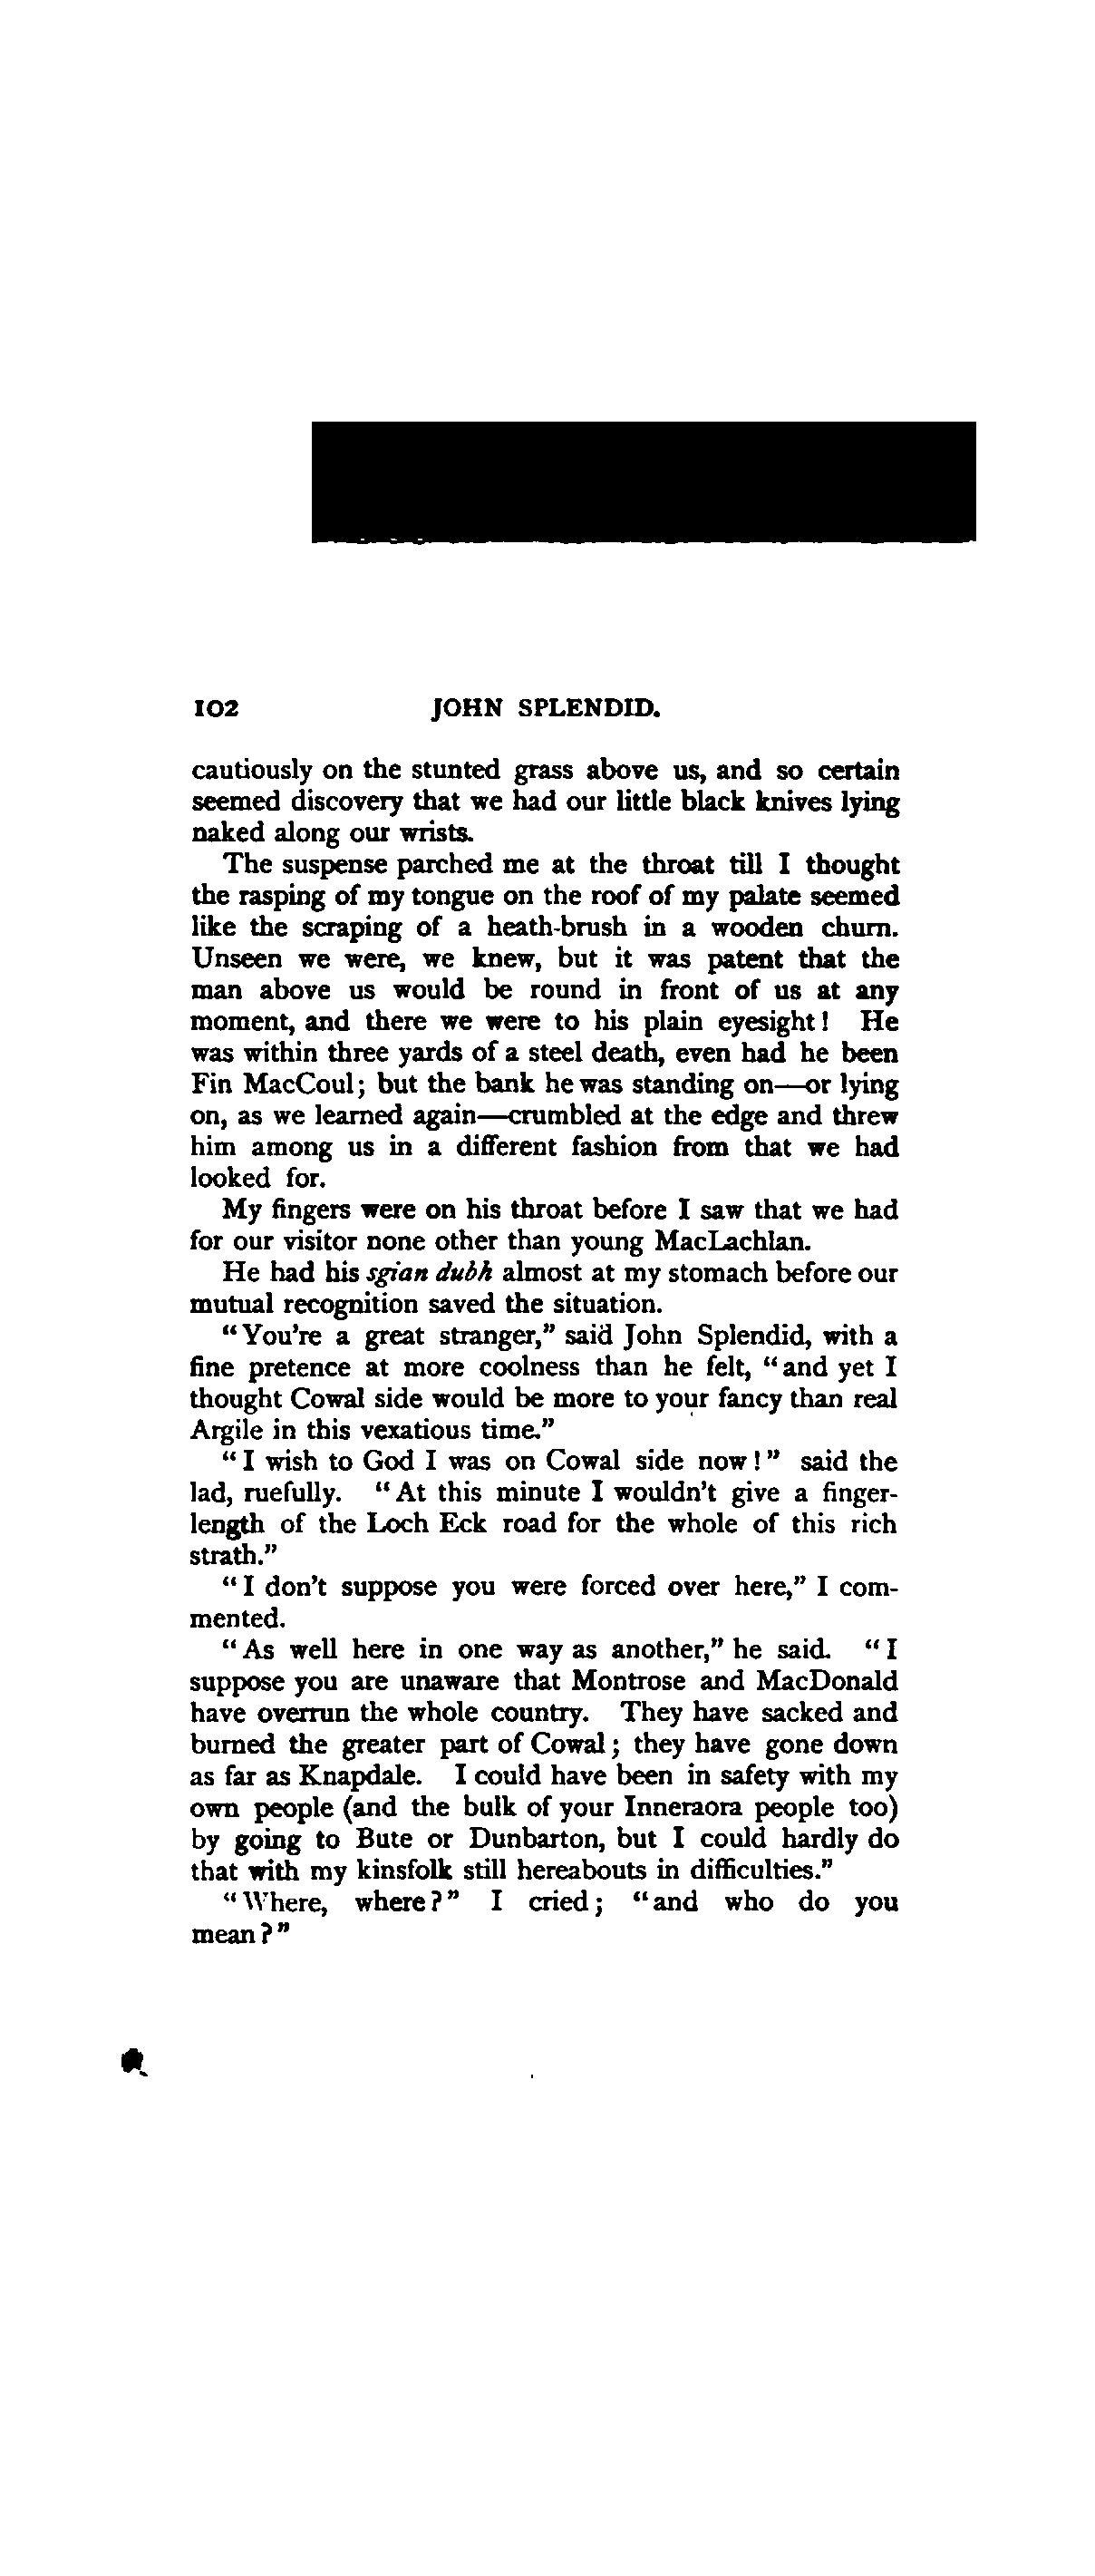 102 JOHN SPLENDID.
cautiously on the stunted grass above us, and so certain
seemed discovery that we had our little black knives lying
naked along our wrists.
The suspense parched me at the throat till I thought
the rasping of my tongue on the roof of my palate seemed
like the scraping of a heath-brush in a wooden churn.
Unseen we were, we knew, but it was patent that the
man above us would be round in front of us at any
moment, and there we were to his plain eyesight! He
was within three yards of a steel death, even had he been
Fin MacCoul; but the bank he was standing on—or lying
on, as we learned again—crumbled at the edge and threw
him among us in a different fashion from that we had
looked for.
My fingers were on his throat before I saw that we had
for our visitor none other than young MacLachlan.
He had his sgian dubh almost at my stomach before our
mutual recognition saved the situation.
"You're a great stranger," said John Splendid, with a
fine pretence at more coolness than he felt, "and yet I
thought Cowal side would be more to your fancy than real
Argile in this vexatious time."
"I wish to God I was on Cowal side now!" said the
lad, ruefully. "At this minute I wouldn't give a finger-
length of the Loch Eck road for the whole of this rich
strath."
"I don't suppose you were forced over here," I com-
mented.
"As well here in one way as another," he said. "I
suppose you are unaware that Montrose and MacDonald
have overrun the whole country. They have sacked and
burned the greater part of Cowal; they have gone down
as far as Knapdale. I could have been in safety with my
own people (and the bulk of your Inneraora people too)
by going to Bute or Dunbarton, but I could hardly do
that with my kinsfolk still hereabouts in difficulties."
"Where, where?" I cried; "and who do you
mean?"